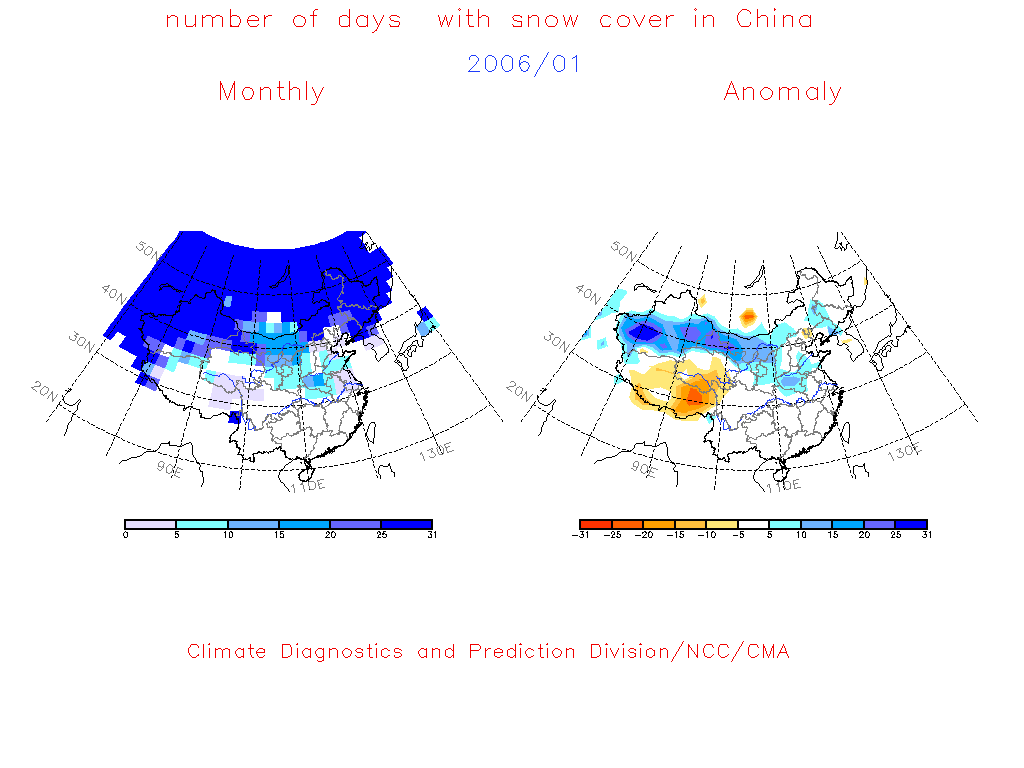 number of days with snow cover in China
2006/01
Monthly Anomaly
50N 50N
40N 40N
30N 30N
20N 20N
90E 110E 130E 90E 110E 130E
0 5 10 15 20 25 31 -31 -25 -20 -15 -10 -5 5 10 15 20 25 31
Climate Diagnostics and Prediction Division/NCC/CMA